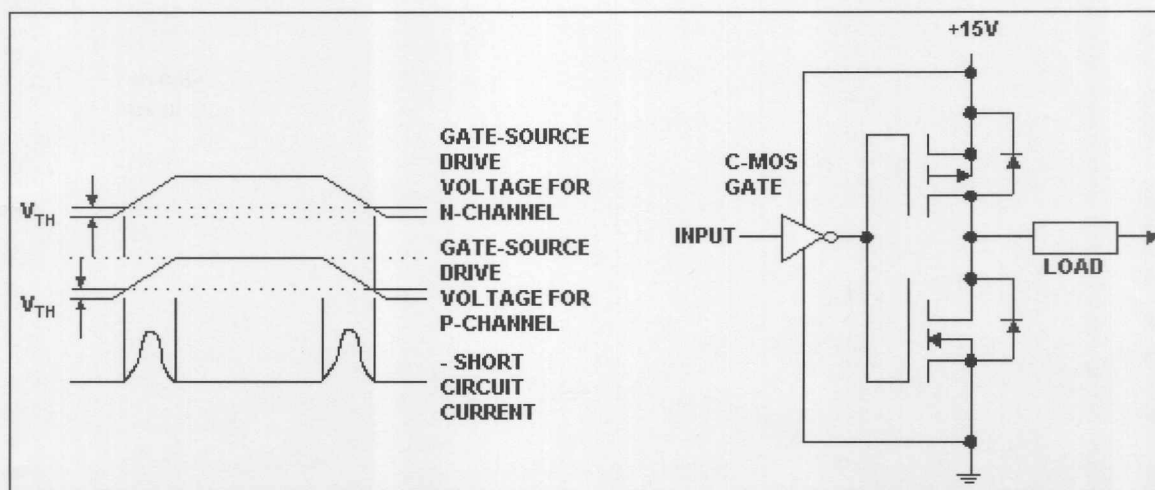 GATE-SOURCE
DRIVE
VOLTAGE FOR
N-CHANNEL
V_TH
GATE-SOURCE
DRIVE
VOLTAGE FOR
P-CHANNEL
V_TH
- SHORT
CIRCUIT
CURRENT
+15V
C-MOS
GATE
INPUT
LOAD